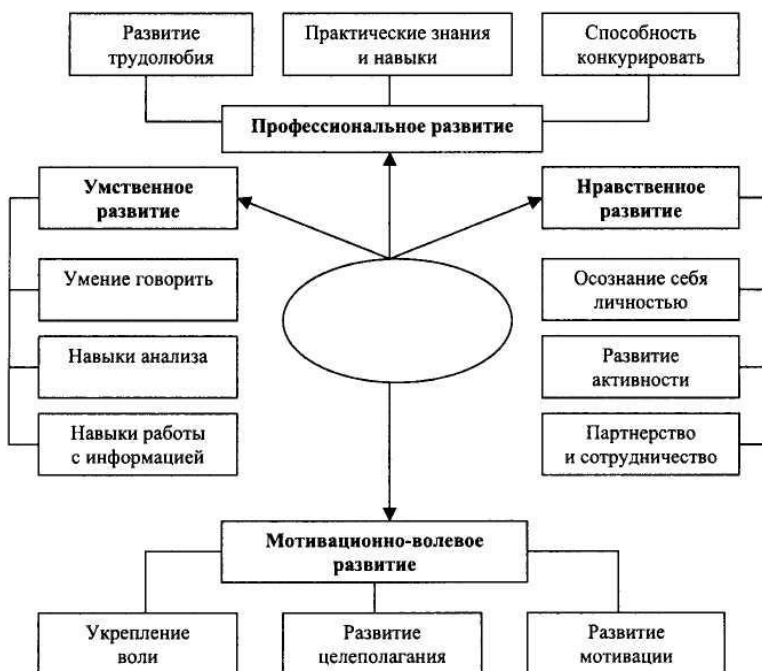 Развитие
трудолюбия
Практические знания
и навыки
Способность
конкурировать
Профессиональное развитие
Умственное
развитие
Нравственное
развитие
Умение говорить
Осознание себя
личностью
Навыки анализа
Развитие
активности
Навыки работы
с информацией
Партнерство
и сотрудничество
Мотивационно-волевое
развитие
Укрепление
воли
Развитие
целеполагания
Развитие
мотивации